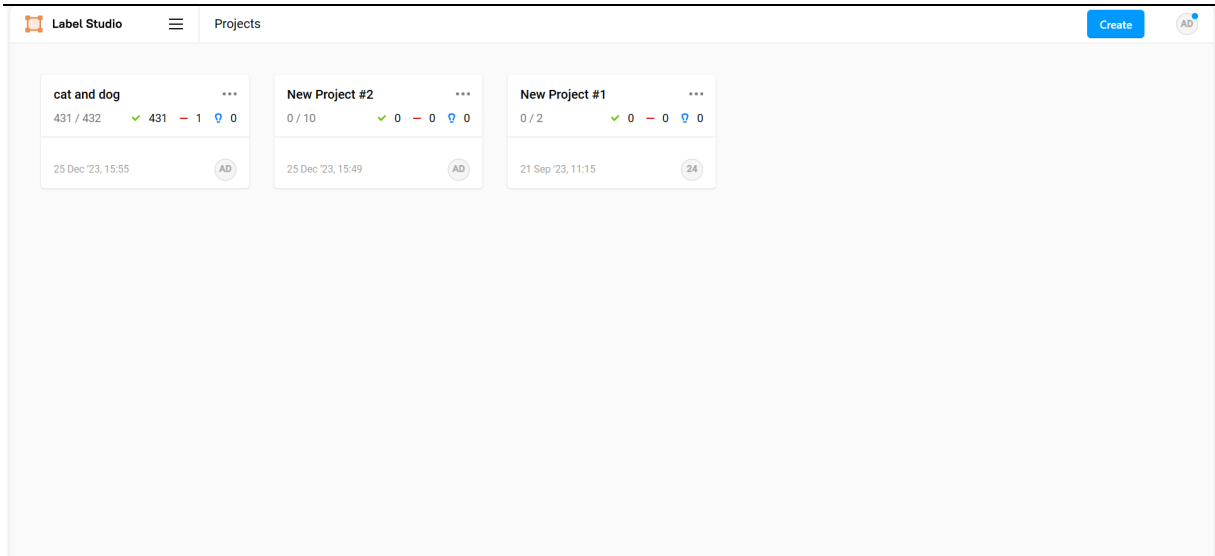 Label Studio Projects Create AD
cat and dog
431 / 432 431 1 0
25 Dec '23, 15:55 AD
New Project #2
0 / 10 0 0 0
25 Dec '23, 15:49 AD
New Project #1
0 / 2 0 0 0
21 Sep '23, 11:15 24